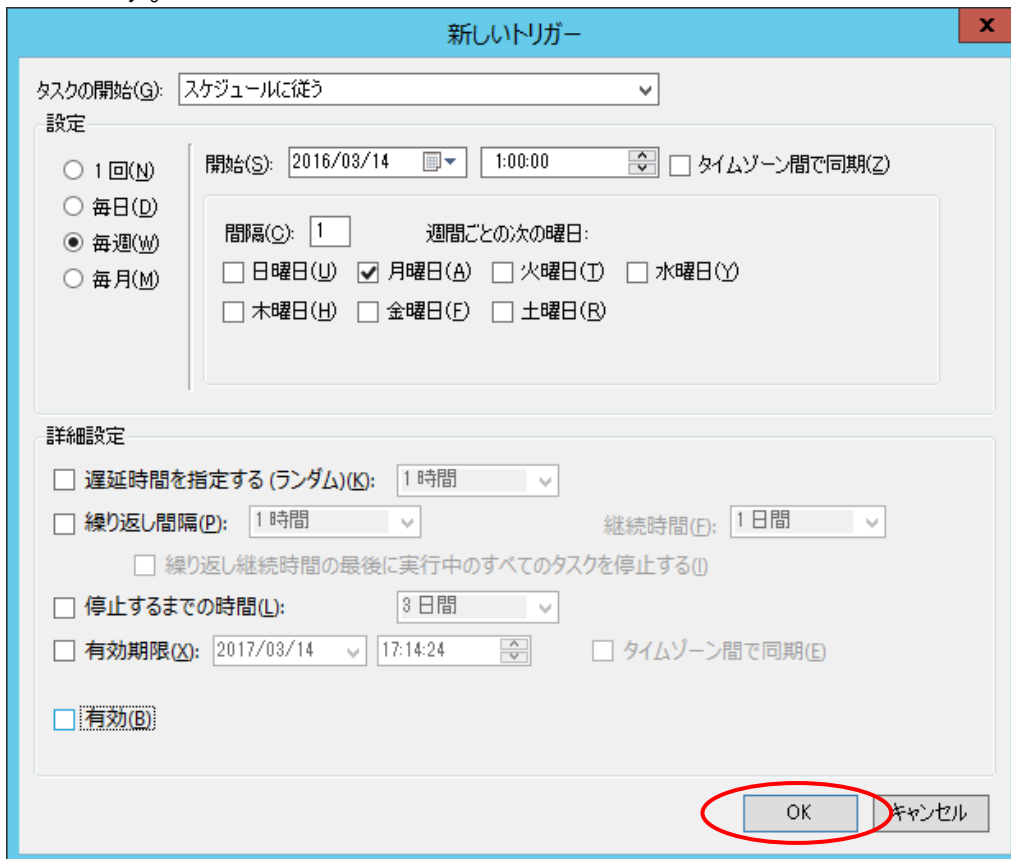 す。
新しいトリガー
x
タスクの開始(G): スケジュールに従う
設定
1 回(N)
毎日(D)
毎週(W)
毎月(M)
開始(S): 2016/03/14 1:00:00 タイムゾーン間で同期(Z)
間隔(C): 1 週間ごとの次の曜日:
日曜日(U) 月曜日(A) 火曜日(T) 水曜日(Y)
木曜日(H) 金曜日(F) 土曜日(R)
詳細設定
遅延時間を指定する (ランダム)(K): 1 時間
繰り返し間隔(P): 1 時間 継続時間(F): 1 日間
繰り返し継続時間の最後に実行中のすべてのタスクを停止する(I)
停止するまでの時間(L): 3 日間
有効期限(X): 2017/03/14 17:14:24 タイムゾーン間で同期(E)
有効(B)
OK キャンセル